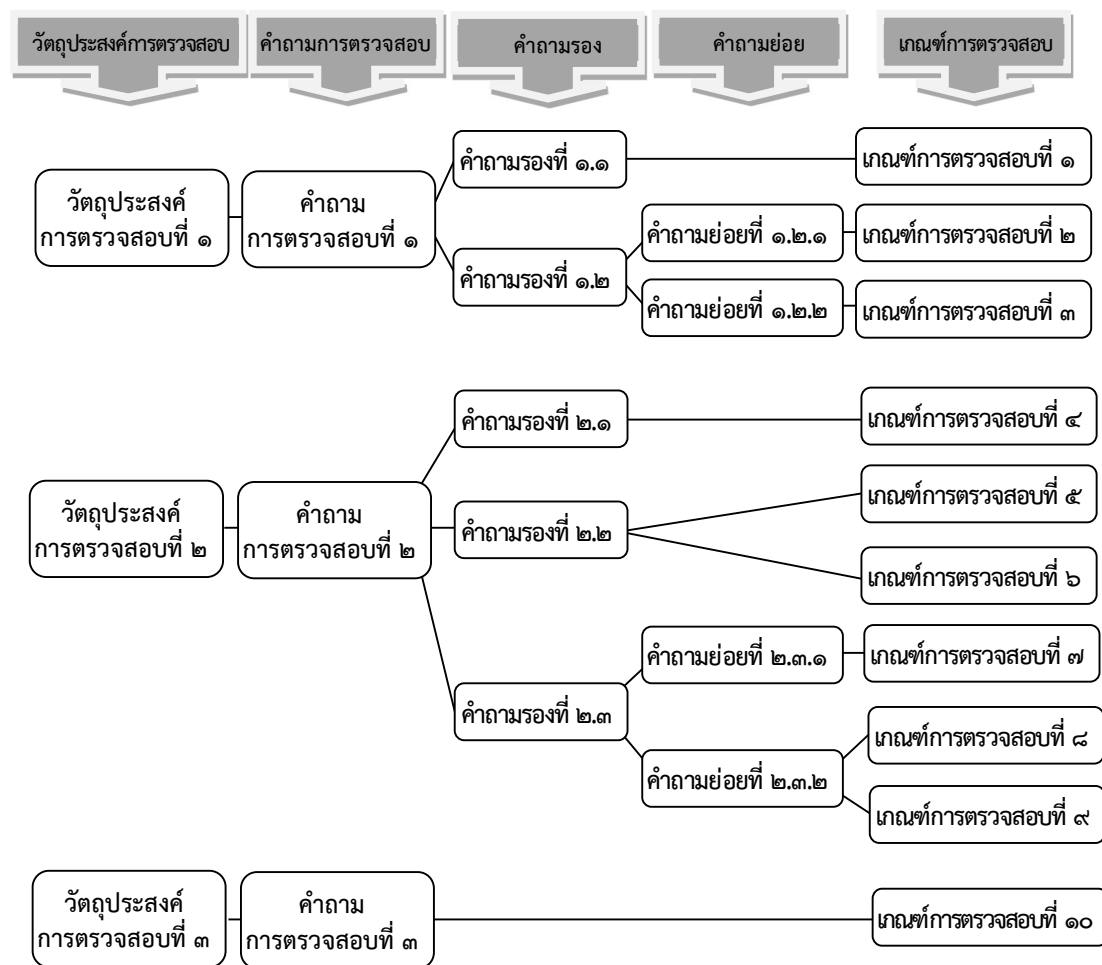 วัตถุประสงค์การตรวจสอบ
คำถามการตรวจสอบ
คำถามรอง
คำถามย่อย
เกณฑ์การตรวจสอบ
วัตถุประสงค์
การตรวจสอบที่ ๑
คำถาม
การตรวจสอบที่ ๑
คำถามรองที่ ๑.๑
เกณฑ์การตรวจสอบที่ ๑
คำถามรองที่ ๑.๒
คำถามย่อยที่ ๑.๒.๑
เกณฑ์การตรวจสอบที่ ๒
คำถามย่อยที่ ๑.๒.๒
เกณฑ์การตรวจสอบที่ ๓
วัตถุประสงค์
การตรวจสอบที่ ๒
คำถาม
การตรวจสอบที่ ๒
คำถามรองที่ ๒.๑
เกณฑ์การตรวจสอบที่ ๔
คำถามรองที่ ๒.๒
เกณฑ์การตรวจสอบที่ ๕
เกณฑ์การตรวจสอบที่ ๖
คำถามรองที่ ๒.๓
คำถามย่อยที่ ๒.๓.๑
เกณฑ์การตรวจสอบที่ ๗
คำถามย่อยที่ ๒.๓.๒
เกณฑ์การตรวจสอบที่ ๘
เกณฑ์การตรวจสอบที่ ๙
วัตถุประสงค์
การตรวจสอบที่ ๓
คำถาม
การตรวจสอบที่ ๓
เกณฑ์การตรวจสอบที่ ๑๐